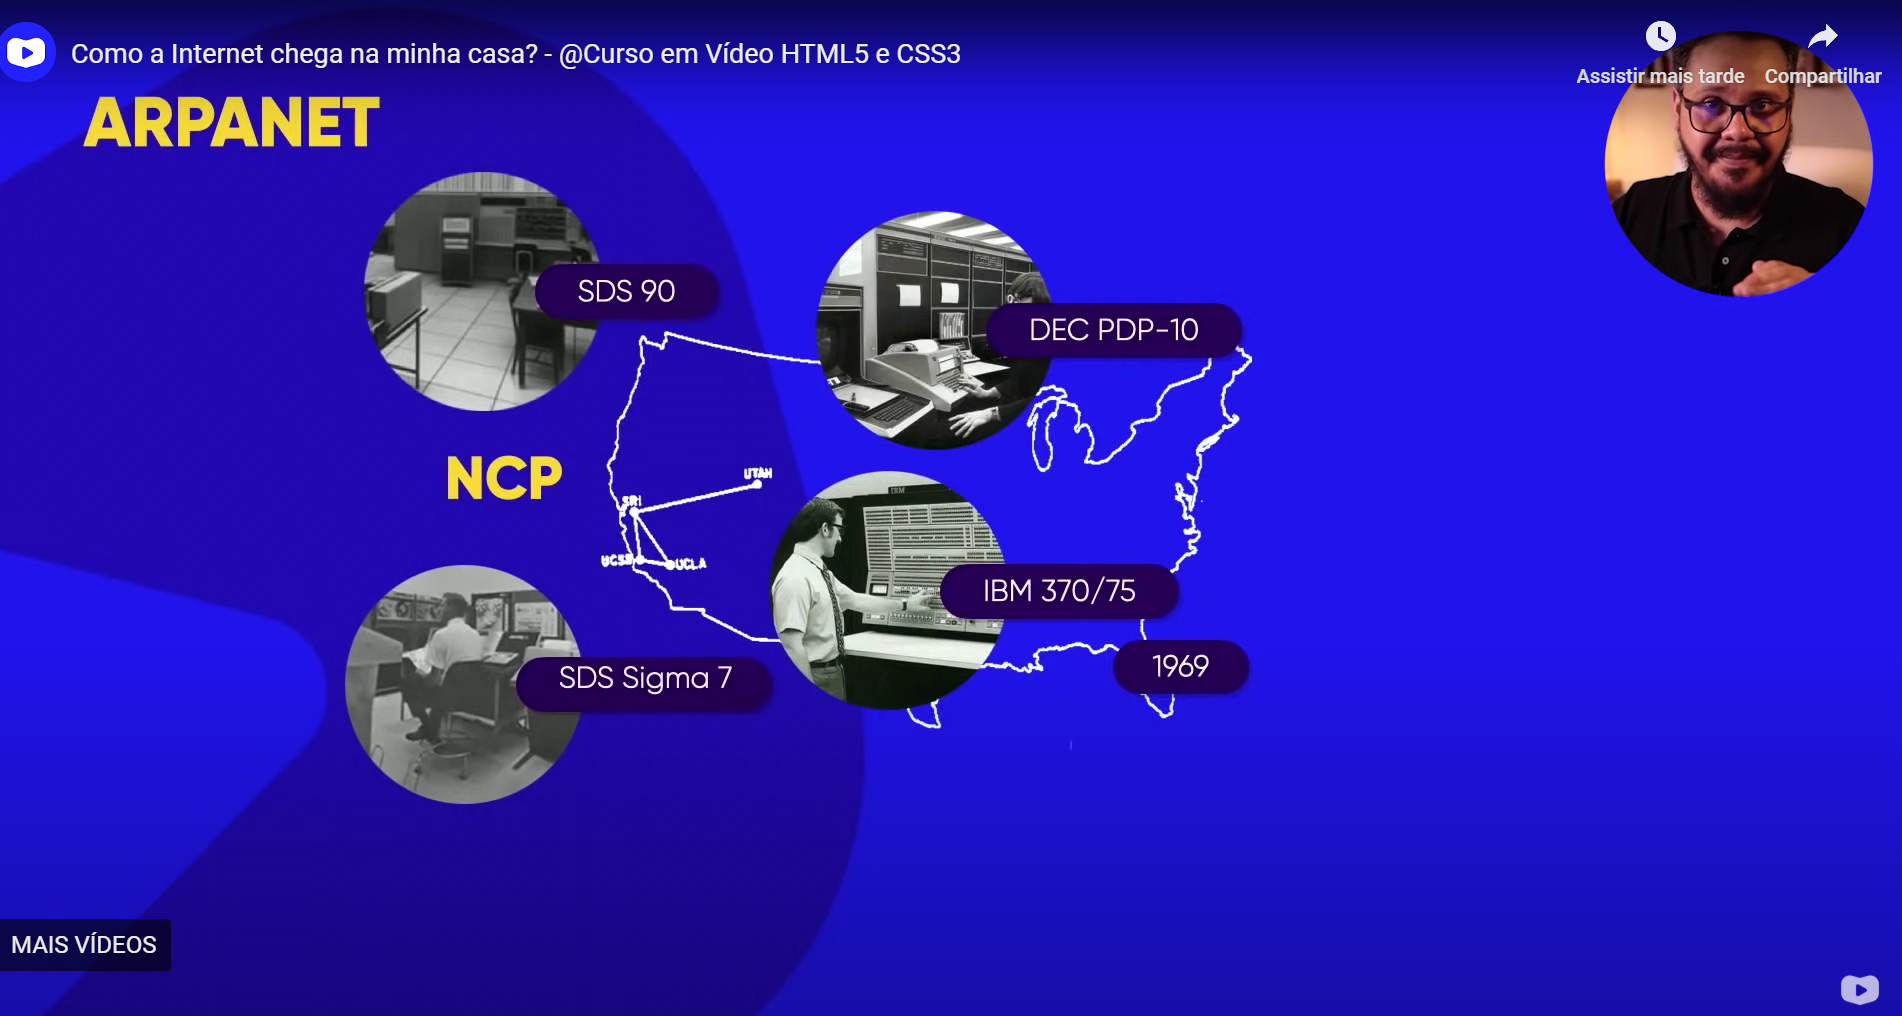 Como a Internet chega na minha casa? - @Curso em Vídeo HTML5 e CSS3
Assistir mais tarde
Compartilhar
ARPANET
SDS 90
DEC PDP-10
NCP
UTAH
SRI
UCSB
UCLA
IBM
IBM 370/75
1969
SDS Sigma 7
MAIS VÍDEOS